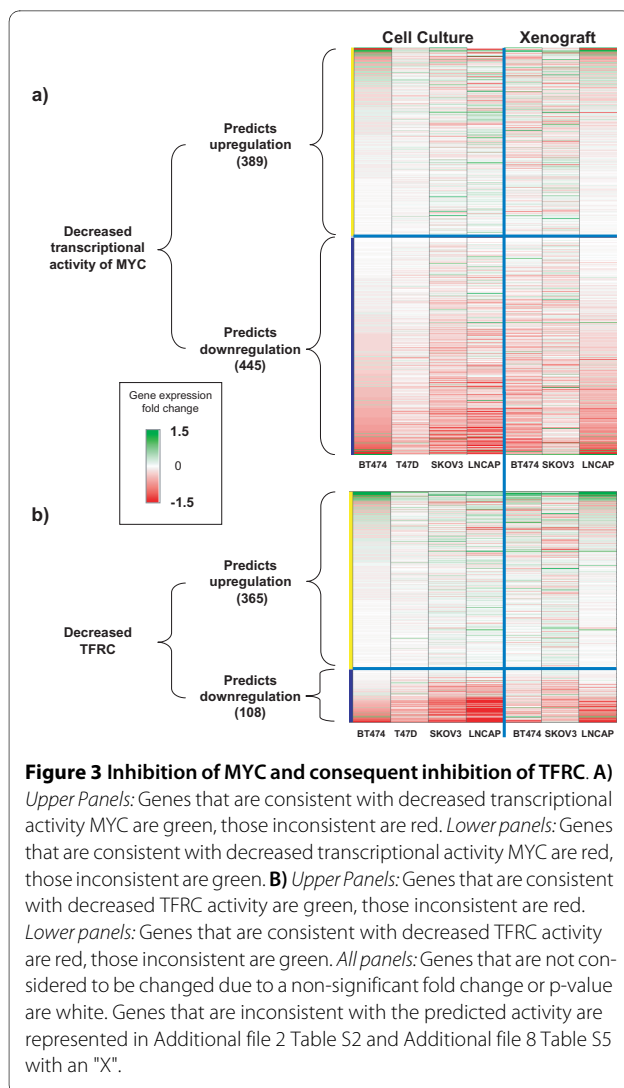 Cell Culture Xenograft
a)
Predicts
upregulation
(389)
Decreased
transcriptional
activity of MYC
Predicts
downregulation
(445)
Gene expression
fold change
1.5
0
-1.5
BT474 T47D SKOV3 LNCAP BT474 SKOV3 LNCAP
b)
Predicts
upregulation
(365)
Decreased
TFRC
Predicts
downregulation
(108)
BT474 T47D SKOV3 LNCAP BT474 SKOV3 LNCAP
Figure 3 Inhibition of MYC and consequent inhibition of TFRC. A)
Upper Panels: Genes that are consistent with decreased transcriptional
activity MYC are green, those inconsistent are red. Lower panels: Genes
that are consistent with decreased transcriptional activity MYC are red,
those inconsistent are green. B) Upper Panels: Genes that are consistent
with decreased TFRC activity are green, those inconsistent are red.
Lower panels: Genes that are consistent with decreased TFRC activity
are red, those inconsistent are green. All panels: Genes that are not con-
sidered to be changed due to a non-significant fold change or p-value
are white. Genes that are inconsistent with the predicted activity are
represented in Additional file 2 Table S2 and Additional file 8 Table S5
with an "X".